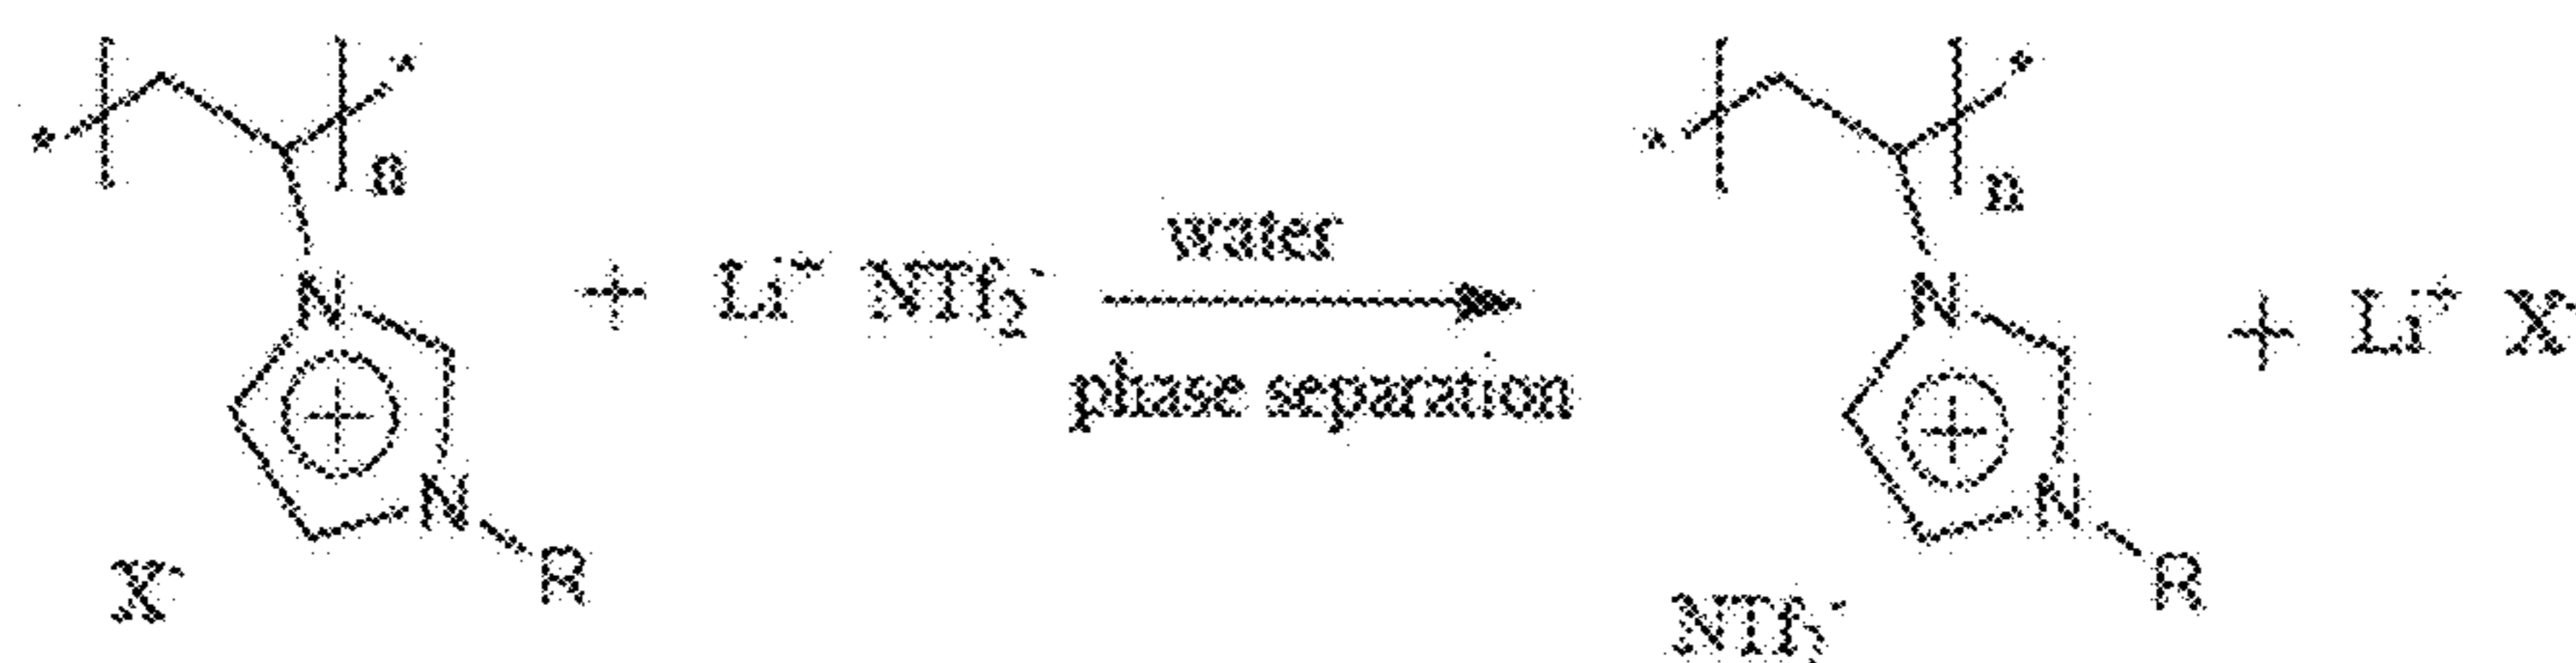 * * n
* * n
N N R X⁻
+ Li⁺ NTf₂⁻
water
phase separation
N N R NTf₂⁻
+ Li⁺ X⁻